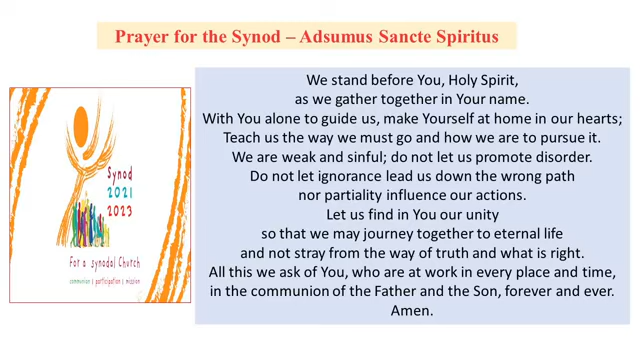 Prayer for the Synod – Adsumus Sancte Spiritus
Synod
2021
2023
For a synodal Church
communion | participation | mission
We stand before You, Holy Spirit,
as we gather together in Your name.
With You alone to guide us, make Yourself at home in our hearts;
Teach us the way we must go and how we are to pursue it.
We are weak and sinful; do not let us promote disorder.
Do not let ignorance lead us down the wrong path
nor partiality influence our actions.
Let us find in You our unity
so that we may journey together to eternal life
and not stray from the way of truth and what is right.
All this we ask of You, who are at work in every place and time,
in the communion of the Father and the Son, forever and ever.
Amen.